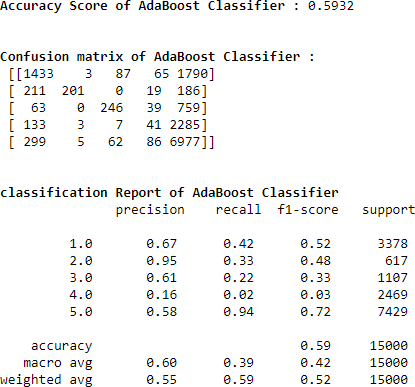 Accuracy Score of AdaBoost Classifier : 0.5932
Confusion matrix of AdaBoost Classifier :
[[1433 3 87 65 1790]
[ 211 201 0 19 186]
[ 63 0 246 39 759]
[ 133 3 7 41 2285]
[ 299 5 62 86 6977]]
classification Report of AdaBoost Classifier
precision recall f1-score support
1.0 0.67 0.42 0.52 3378
2.0 0.95 0.33 0.48 617
3.0 0.61 0.22 0.33 1107
4.0 0.16 0.02 0.03 2469
5.0 0.58 0.94 0.72 7429
accuracy 0.59 15000
macro avg 0.60 0.39 0.42 15000
weighted avg 0.55 0.59 0.52 15000